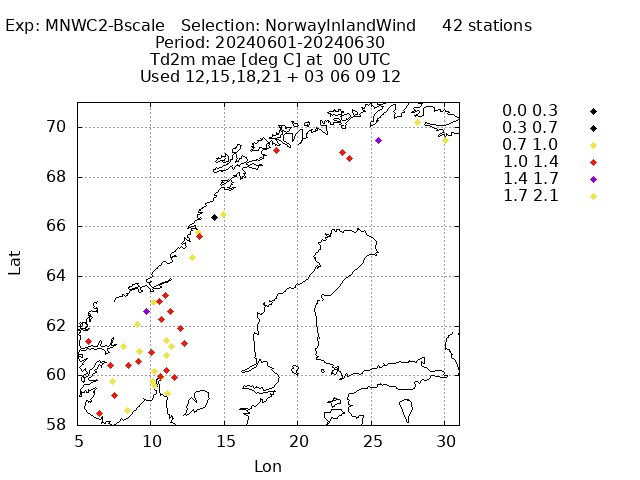 Exp: MNWC2-Bscale   Selection: NorwayInlandWind     42 stations
Period: 20240601-20240630
Td2m mae [deg C] at  00 UTC
Used 12,15,18,21 + 03 06 09 12
0.0 0.3
0.3 0.7
0.7 1.0
1.0 1.4
1.4 1.7
1.7 2.1
70
68
66
64
62
60
58
Lat
5 10 15 20 25 30
Lon